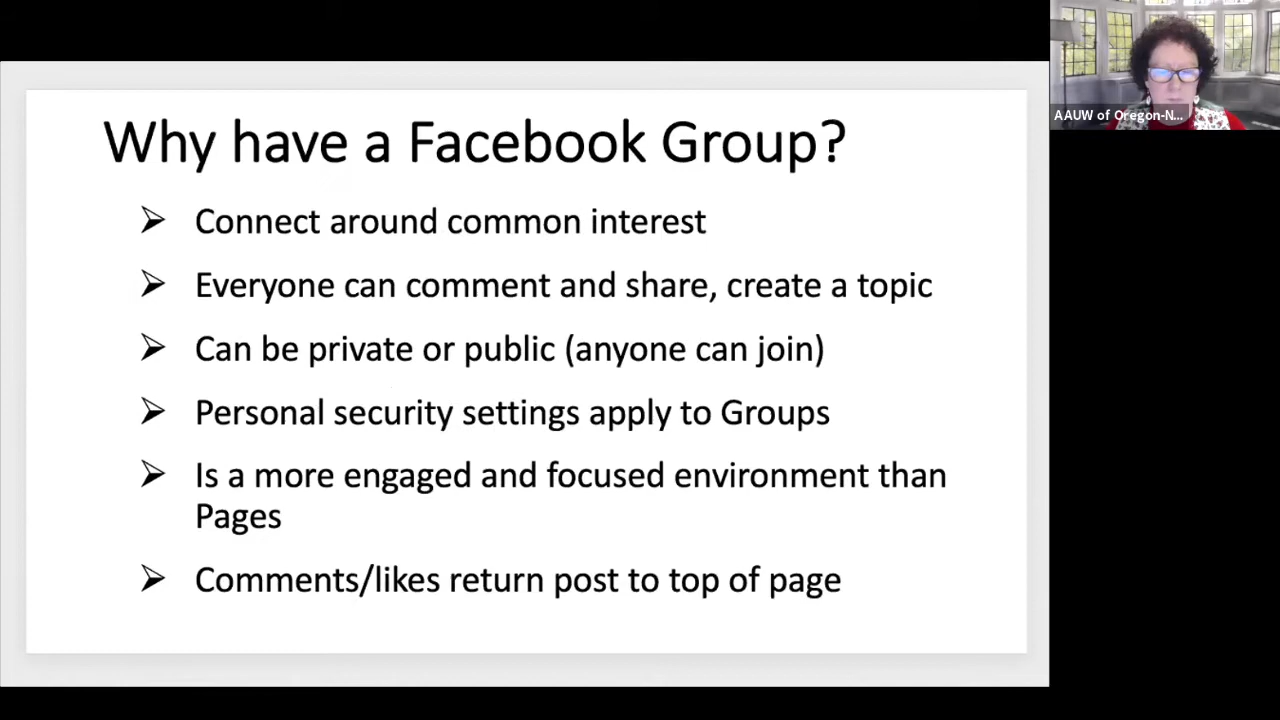 Why have a Facebook Group?
➢ Connect around common interest
➢ Everyone can comment and share, create a topic
➢ Can be private or public (anyone can join)
➢ Personal security settings apply to Groups
➢ Is a more engaged and focused environment than
Pages
➢ Comments/likes return post to top of page
AAUW of Oregon-N...